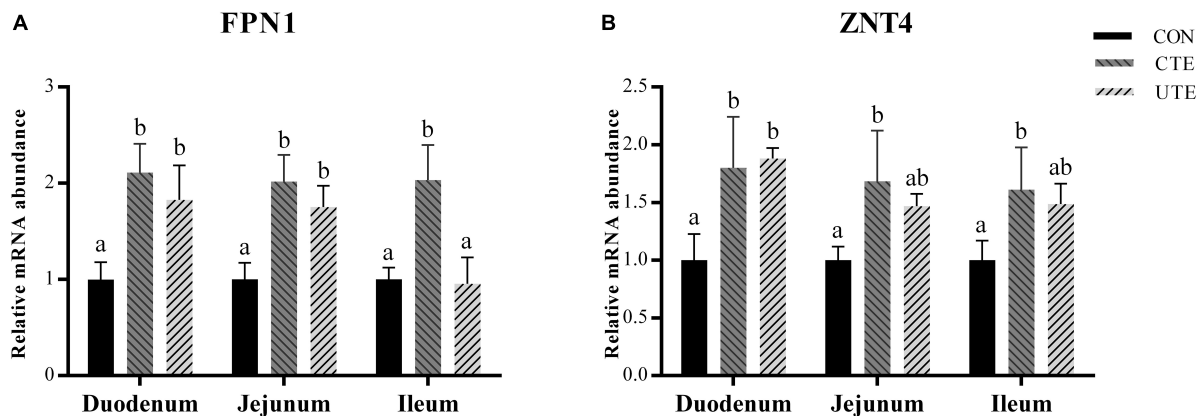 A
FPN1
Relative mRNA abundance
3
2
1
0
a
b
b
a
b
b
a
b
a
Duodenum
Jejunum
Ileum
B
ZNT4
Relative mRNA abundance
2.5
2.0
1.5
1.0
0.5
0.0
a
b
b
a
b
ab
a
b
ab
Duodenum
Jejunum
Ileum
CON
CTE
UTE